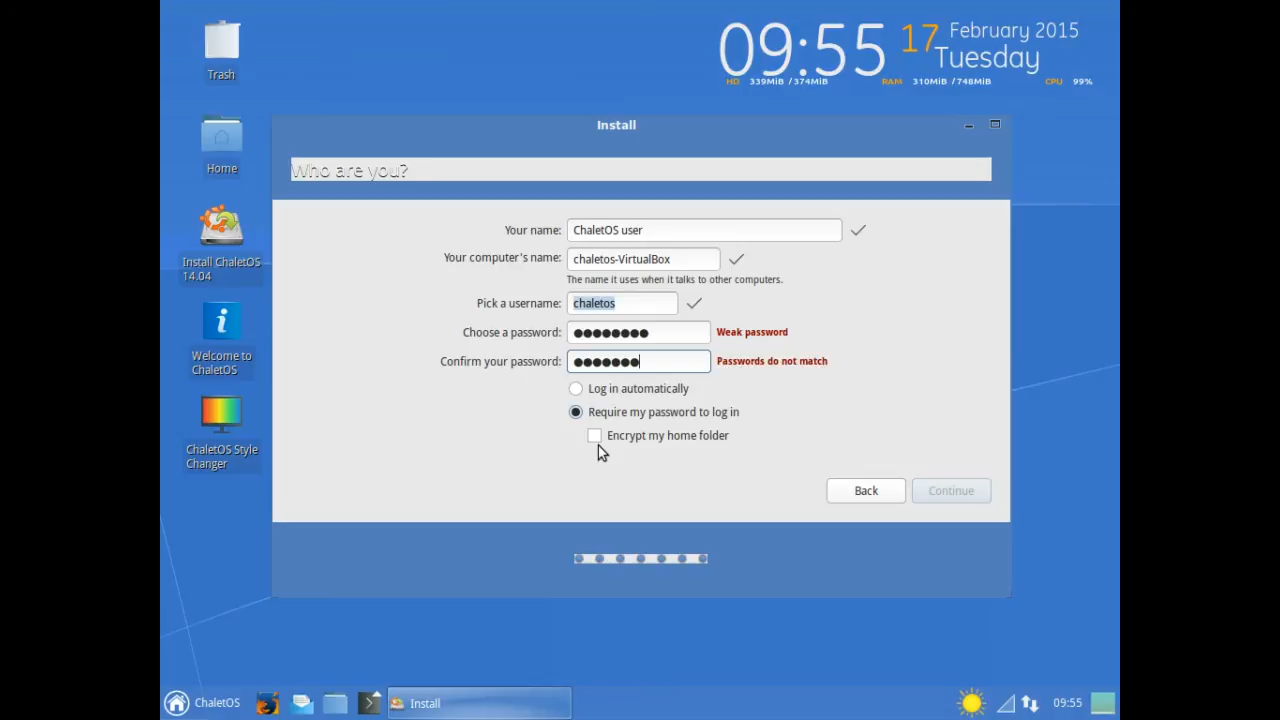 Trash
Home
Install ChaletOS
14.04
Welcome to
ChaletOS
ChaletOS Style
Changer
09:55
17
February 2015
Tuesday
HD 339MiB / 374MiB RAM 310MiB / 748MiB CPU 99%
Install
Who are you?
Your name: ChaletOS user
Your computer's name: chaletos-VirtualBox
The name it uses when it talks to other computers.
Pick a username: chaletos
Choose a password: ●●●●●●●● Weak password
Confirm your password: ●●●●●●● Passwords do not match
Log in automatically
Require my password to log in
Encrypt my home folder
Back Continue
ChaletOS Install 09:55